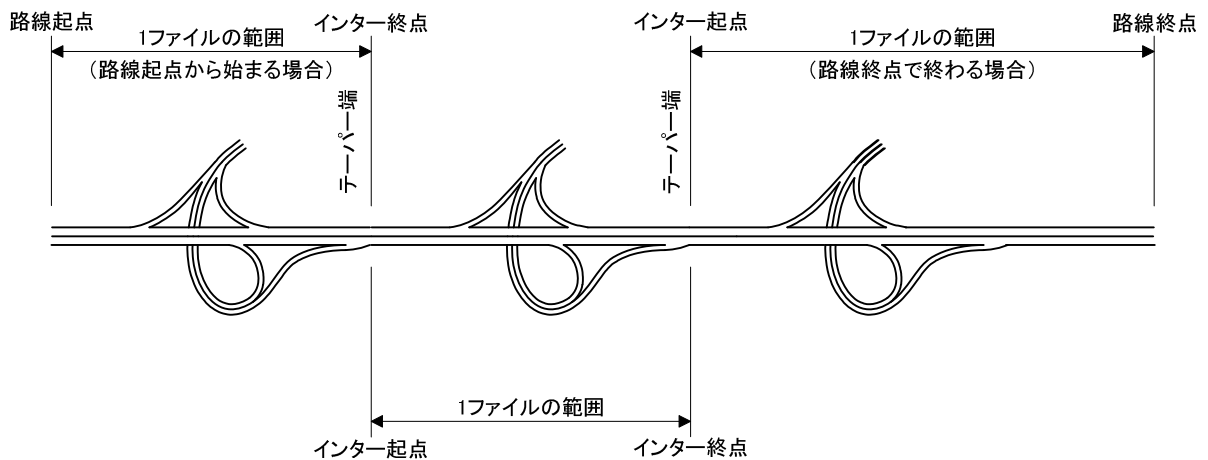 路線起点
インター終点
インター起点
路線終点
1ファイルの範囲
(路線起点から始まる場合)
1ファイルの範囲
(路線終点で終わる場合)
テーパー端
テーパー端
1ファイルの範囲
インター起点
インター終点